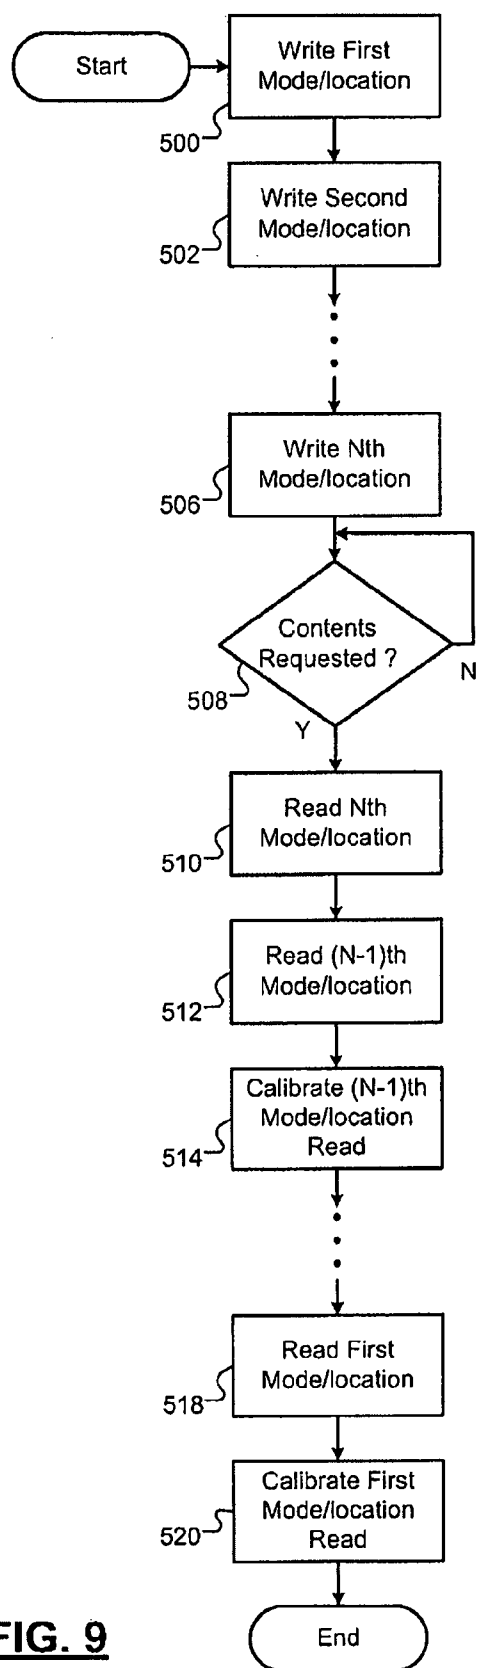 Start
Write First
Mode/location
500
Write Second
Mode/location
502
Write Nth
Mode/location
506
Contents
Requested ?
508
N
Y
Read Nth
Mode/location
510
Read (N-1)th
Mode/location
512
Calibrate (N-1)th
Mode/location
Read
514
Read First
Mode/location
518
Calibrate First
Mode/location
Read
520
End
FIG. 9